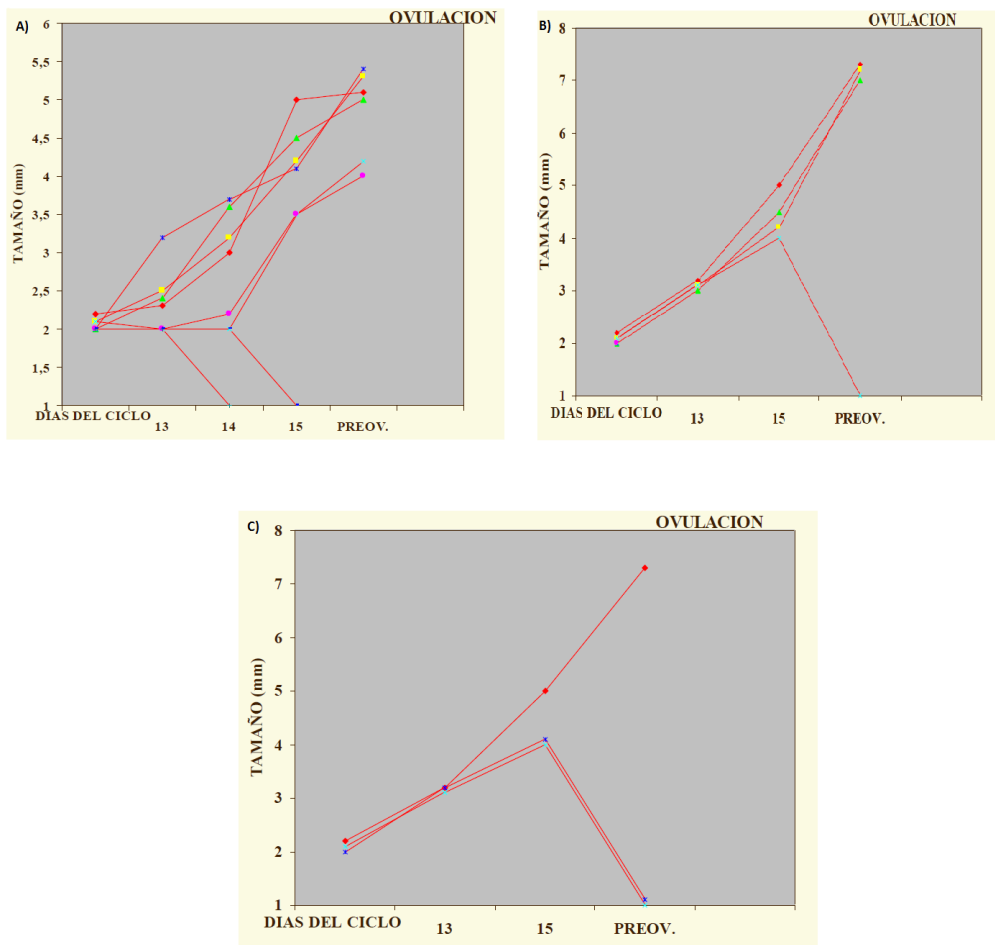 A)
OVULACION
TAMAÑO (mm)
6
5,5
5
4,5
4
3,5
3
2,5
2
1,5
1
DIAS DEL CICLO
13 14 15 PREOV.
B)
OVULACION
TAMAÑO (mm)
8
7
6
5
4
3
2
1
DIAS DEL CICLO
13 15 PREOV.
C)
OVULACION
TAMAÑO (mm)
8
7
6
5
4
3
2
1
DIAS DEL CICLO
13 15 PREOV.